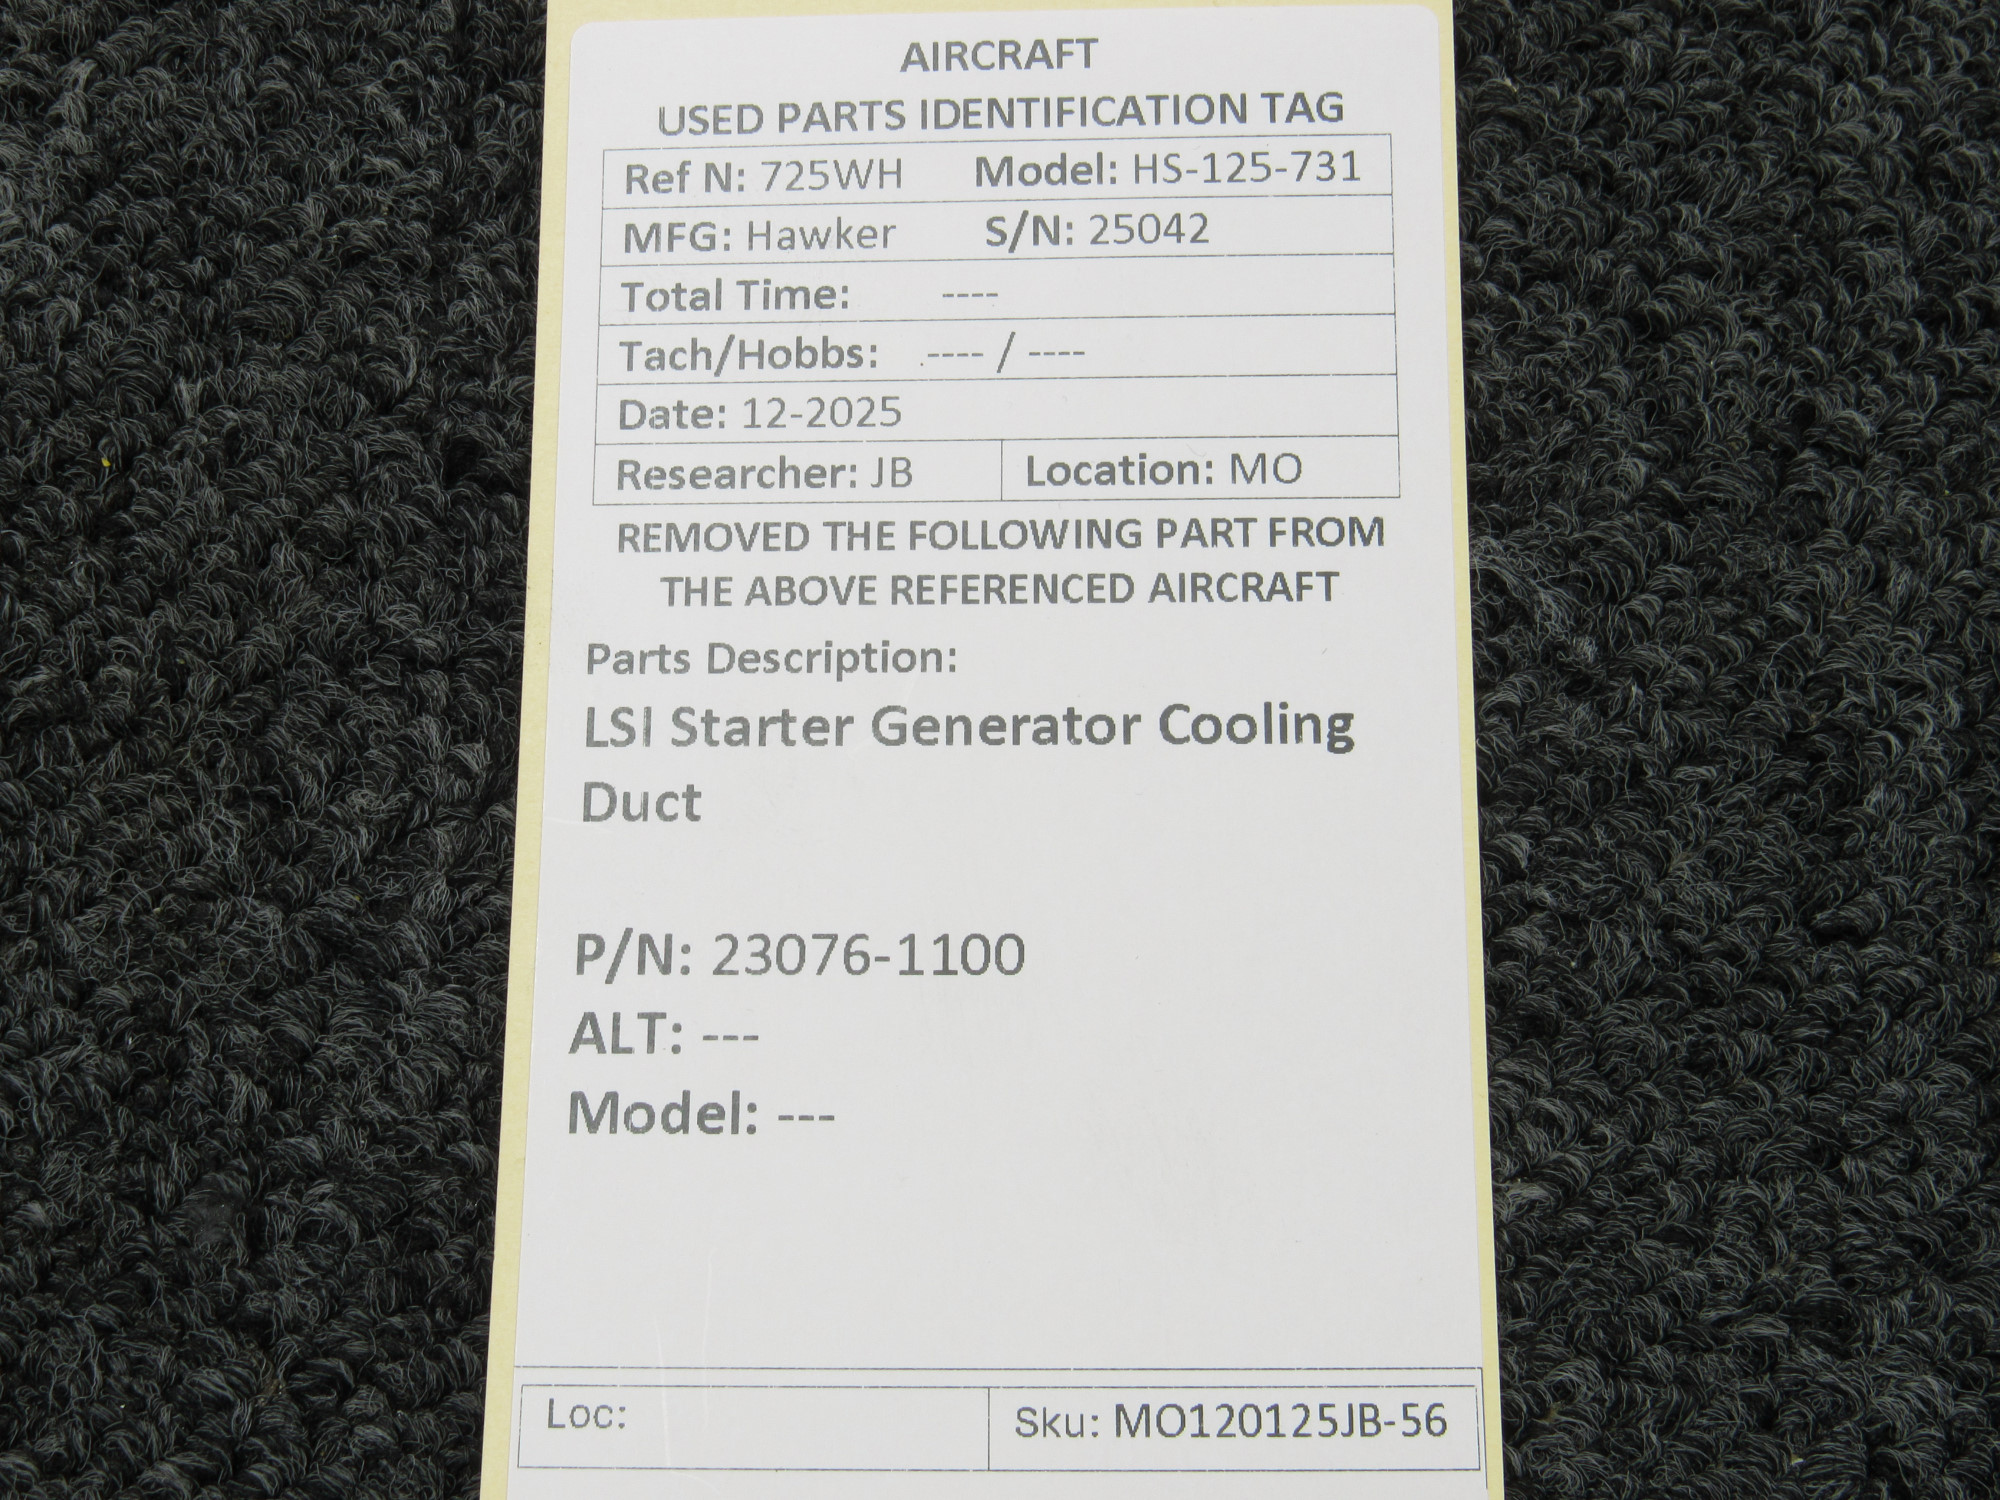 AIRCRAFT
USED PARTS IDENTIFICATION TAG
Ref N: 725WH Model: HS-125-731
MFG: Hawker S/N: 25042
Total Time: ----
Tach/Hobbs: ---- / ----
Date: 12-2025
Researcher: JB Location: MO
REMOVED THE FOLLOWING PART FROM
THE ABOVE REFERENCED AIRCRAFT
Parts Description:
LSI Starter Generator Cooling
Duct
P/N: 23076-1100
ALT: ---
Model: ---
Loc: Sku: MO120125JB-56